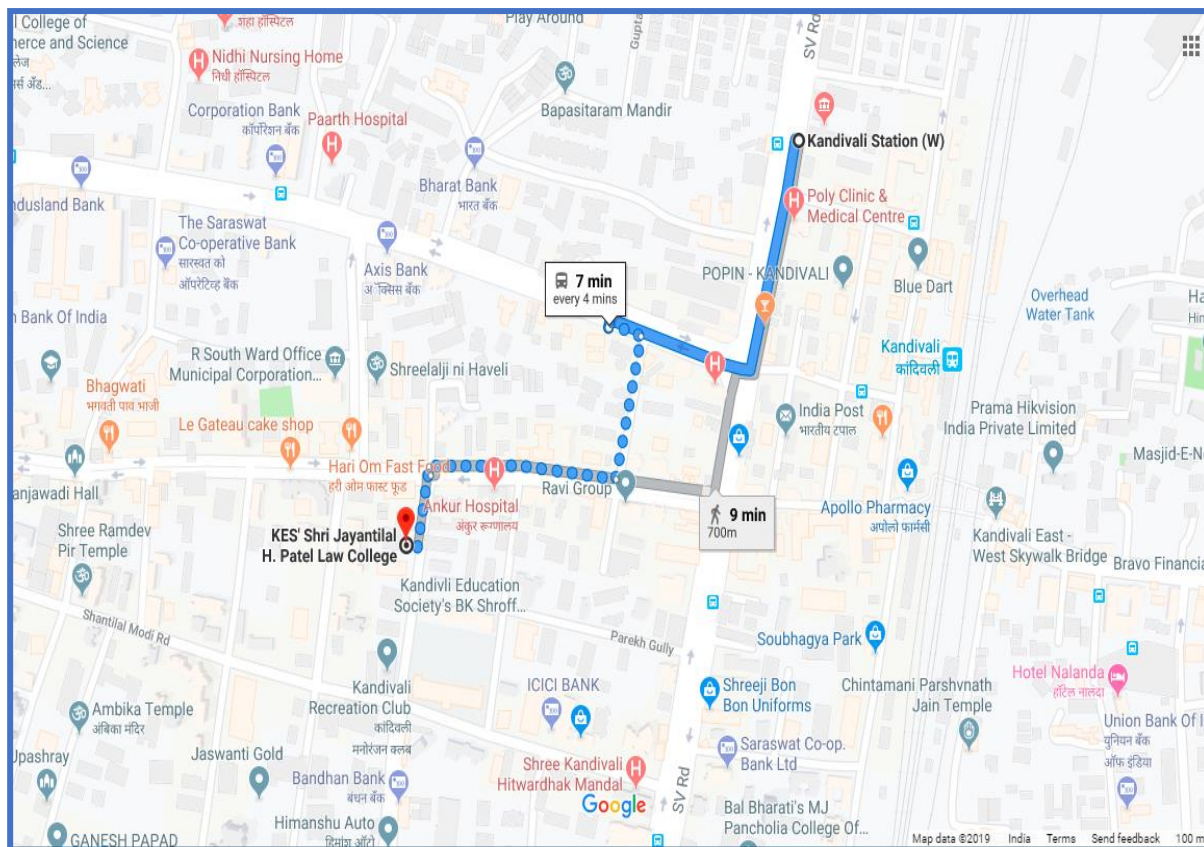 l College of
merce and Science
लेज
र्स अँड...
शहा हॉस्पिटल
Nidhi Nursing Home
निधी हॉस्पिटल
Play Around
Gupta
SV Rd
Bapasitaram Mandir
Corporation Bank
कॉर्पोरेशन बँक
Paarth Hospital
Kandivali Station (W)
Bharat Bank
भारत बँक
ndusland Bank
Poly Clinic &
Medical Centre
The Saraswat
Co-operative Bank
सारस्वत को
ऑपरेटिव्ह बँक
Axis Bank
अ‍ॅक्सिस बँक
7 min
every 4 mins
POPIN - KANDIVALI
Blue Dart
Overhead
Water Tank
Ha
Hin
n Bank Of India
R South Ward Office
Municipal Corporation...
Shreelalji ni Haveli
Kandivali
कांदिवली
Bhagwati
भगवती पाव भाजी
Le Gateau cake shop
India Post
भारतीय टपाल
Prama Hikvision
India Private Limited
Masjid-E-N
anjawadi Hall
Hari Om Fast Food
हरी ओम फास्ट फूड
Ankur Hospital
अंकुर रूग्णालय
Ravi Group
9 min
700m
Apollo Pharmacy
अपोलो फार्मसी
Shree Ramdev
Pir Temple
KES' Shri Jayantilal
H. Patel Law College
Kandivali East -
West Skywalk Bridge
Bravo Financia
Kandivli Education
Society's BK Shroff...
Shantilal Modi Rd
Parekh Gully
Soubhagya Park
Hotel Nalanda
हॉटेल नालंदा
Ambika Temple
अंबिका मंदिर
Kandivali
Recreation Club
कांदिवली
मनोरंजन क्लब
ICICI BANK
Shreeji Bon
Bon Uniforms
Chintamani Parshvnath
Jain Temple
Union Bank Of I
युनियन बँक
ऑफ इंडिया
Upashray
Jaswanti Gold
Bandhan Bank
बंधन बँक
Shree Kandivali
Hitwardhak Mandal
Saraswat Co-op.
Bank Ltd
SV Rd
Google
GANESH PAPAD
Himanshu Auto
हिमांशु ऑटो
Bal Bharati's MJ
Pancholia College Of...
Map data ©2019 India Terms Send feedback 100 m